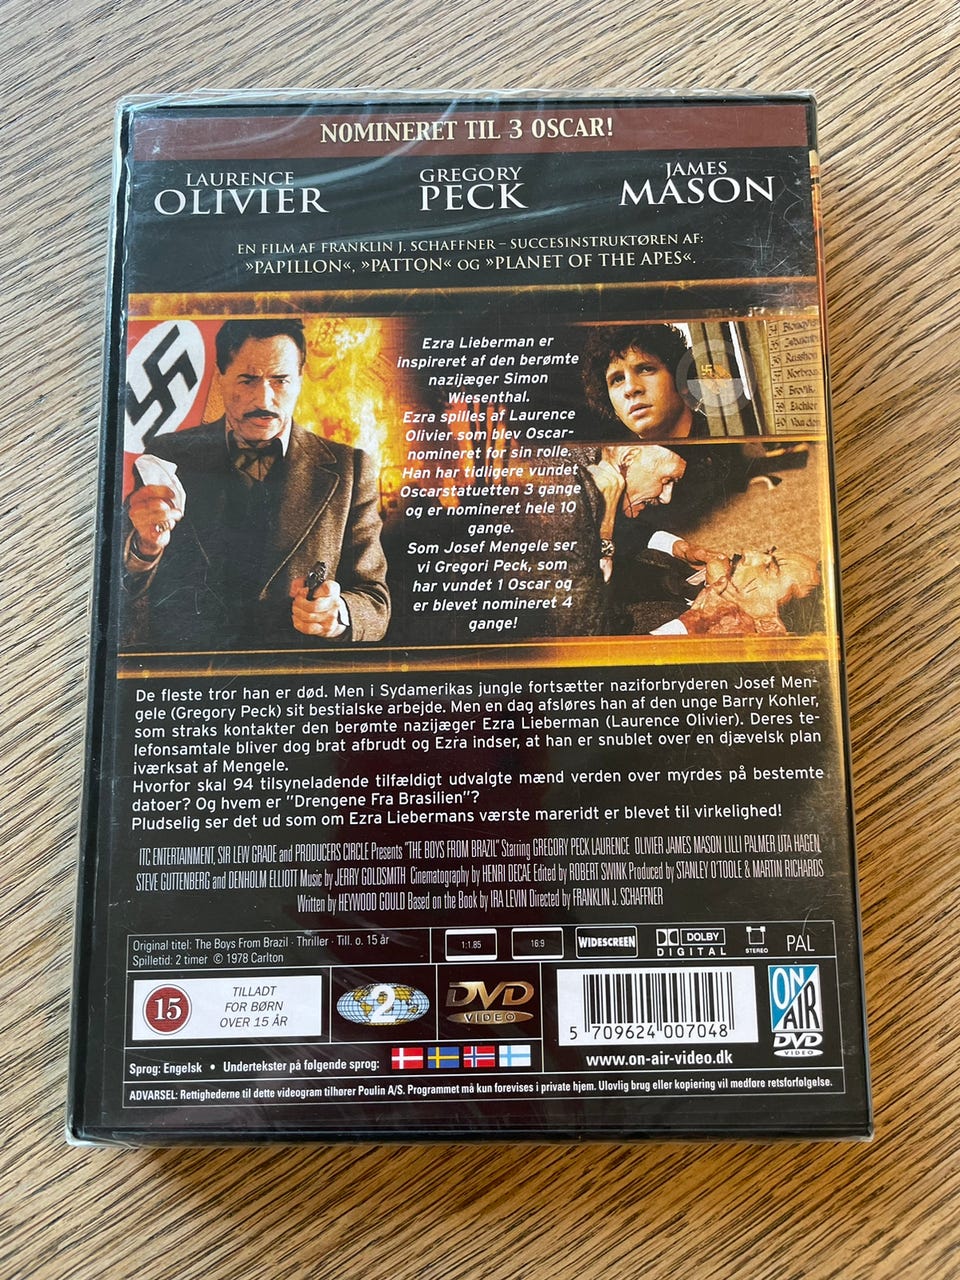 NOMINERET TIL 3 OSCAR!
LAURENCE OLIVIER
GREGORY PECK
JAMES MASON
EN FILM AF FRANKLIN J. SCHAFFNER – SUCCESINSTRUKTØREN AF:
»PAPILLON«, »PATTON« OG »PLANET OF THE APES«.
Ezra Lieberman er
inspireret af den berømte
nazijæger Simon
Wiesenthal.
Ezra spilles af Laurence
Olivier som blev Oscar-
nomineret for sin rolle.
Han har tidligere vundet
Oscarstatuetten 3 gange
og er nomineret hele 10
gange.
Som Josef Mengele ser
vi Gregori Peck, som
har vundet 1 Oscar og
er blevet nomineret 4
gange!
34
35
36
37 Norbra
38 Brovik
39 Eichler
40
De fleste tror han er død. Men i Sydamerikas jungle fortsætter naziforbryderen Josef Men-
gele (Gregory Peck) sit bestialske arbejde. Men en dag afsløres han af den unge Barry Kohler,
som straks kontakter den berømte nazijæger Ezra Lieberman (Laurence Olivier). Deres te-
lefonsamtale bliver dog brat afbrudt og Ezra indser, at han er snublet over en djævelsk plan
iværksat af Mengele.
Hvorfor skal 94 tilsyneladende tilfældigt udvalgte mænd verden over myrdes på bestemte
datoer? Og hvem er "Drengene Fra Brasilien"?
Pludselig ser det ud som om Ezra Liebermans værste mareridt er blevet til virkelighed!
ITC ENTERTAINMENT, SIR LEW GRADE and PRODUCERS CIRCLE Presents "THE BOYS FROM BRAZIL" Starring GREGORY PECK LAURENCE OLIVIER JAMES MASON LILLI PALMER UTA HAGEN,
STEVE GUTTENBERG and DENHOLM ELLIOTT Music by JERRY GOLDSMITH Cinematography by HENRI DECAE Edited by ROBERT SWINK Produced by STANLEY O'TOOLE & MARTIN RICHARDS
Written by HEYWOOD GOULD Based on the Book by IRA LEVIN Directed by FRANKLIN J. SCHAFFNER
Original titel: The Boys From Brazil · Thriller · Till. o. 15 år
Spilletid: 2 timer © 1978 Carlton
1:1.85
16:9
WIDESCREEN
DOLBY
DIGITAL
STEREO
PAL
15
TILLADT
FOR BØRN
OVER 15 ÅR
2
DVD
VIDEO
5 709624 007048
ON
AIR
DVD
VIDEO
www.on-air-video.dk
Sprog: Engelsk • Undertekster på følgende sprog:
ADVARSEL: Rettighederne til dette videogram tilhører Poulin A/S. Programmet må kun forevises i private hjem. Ulovlig brug eller kopiering vil medføre retsforfølgelse.